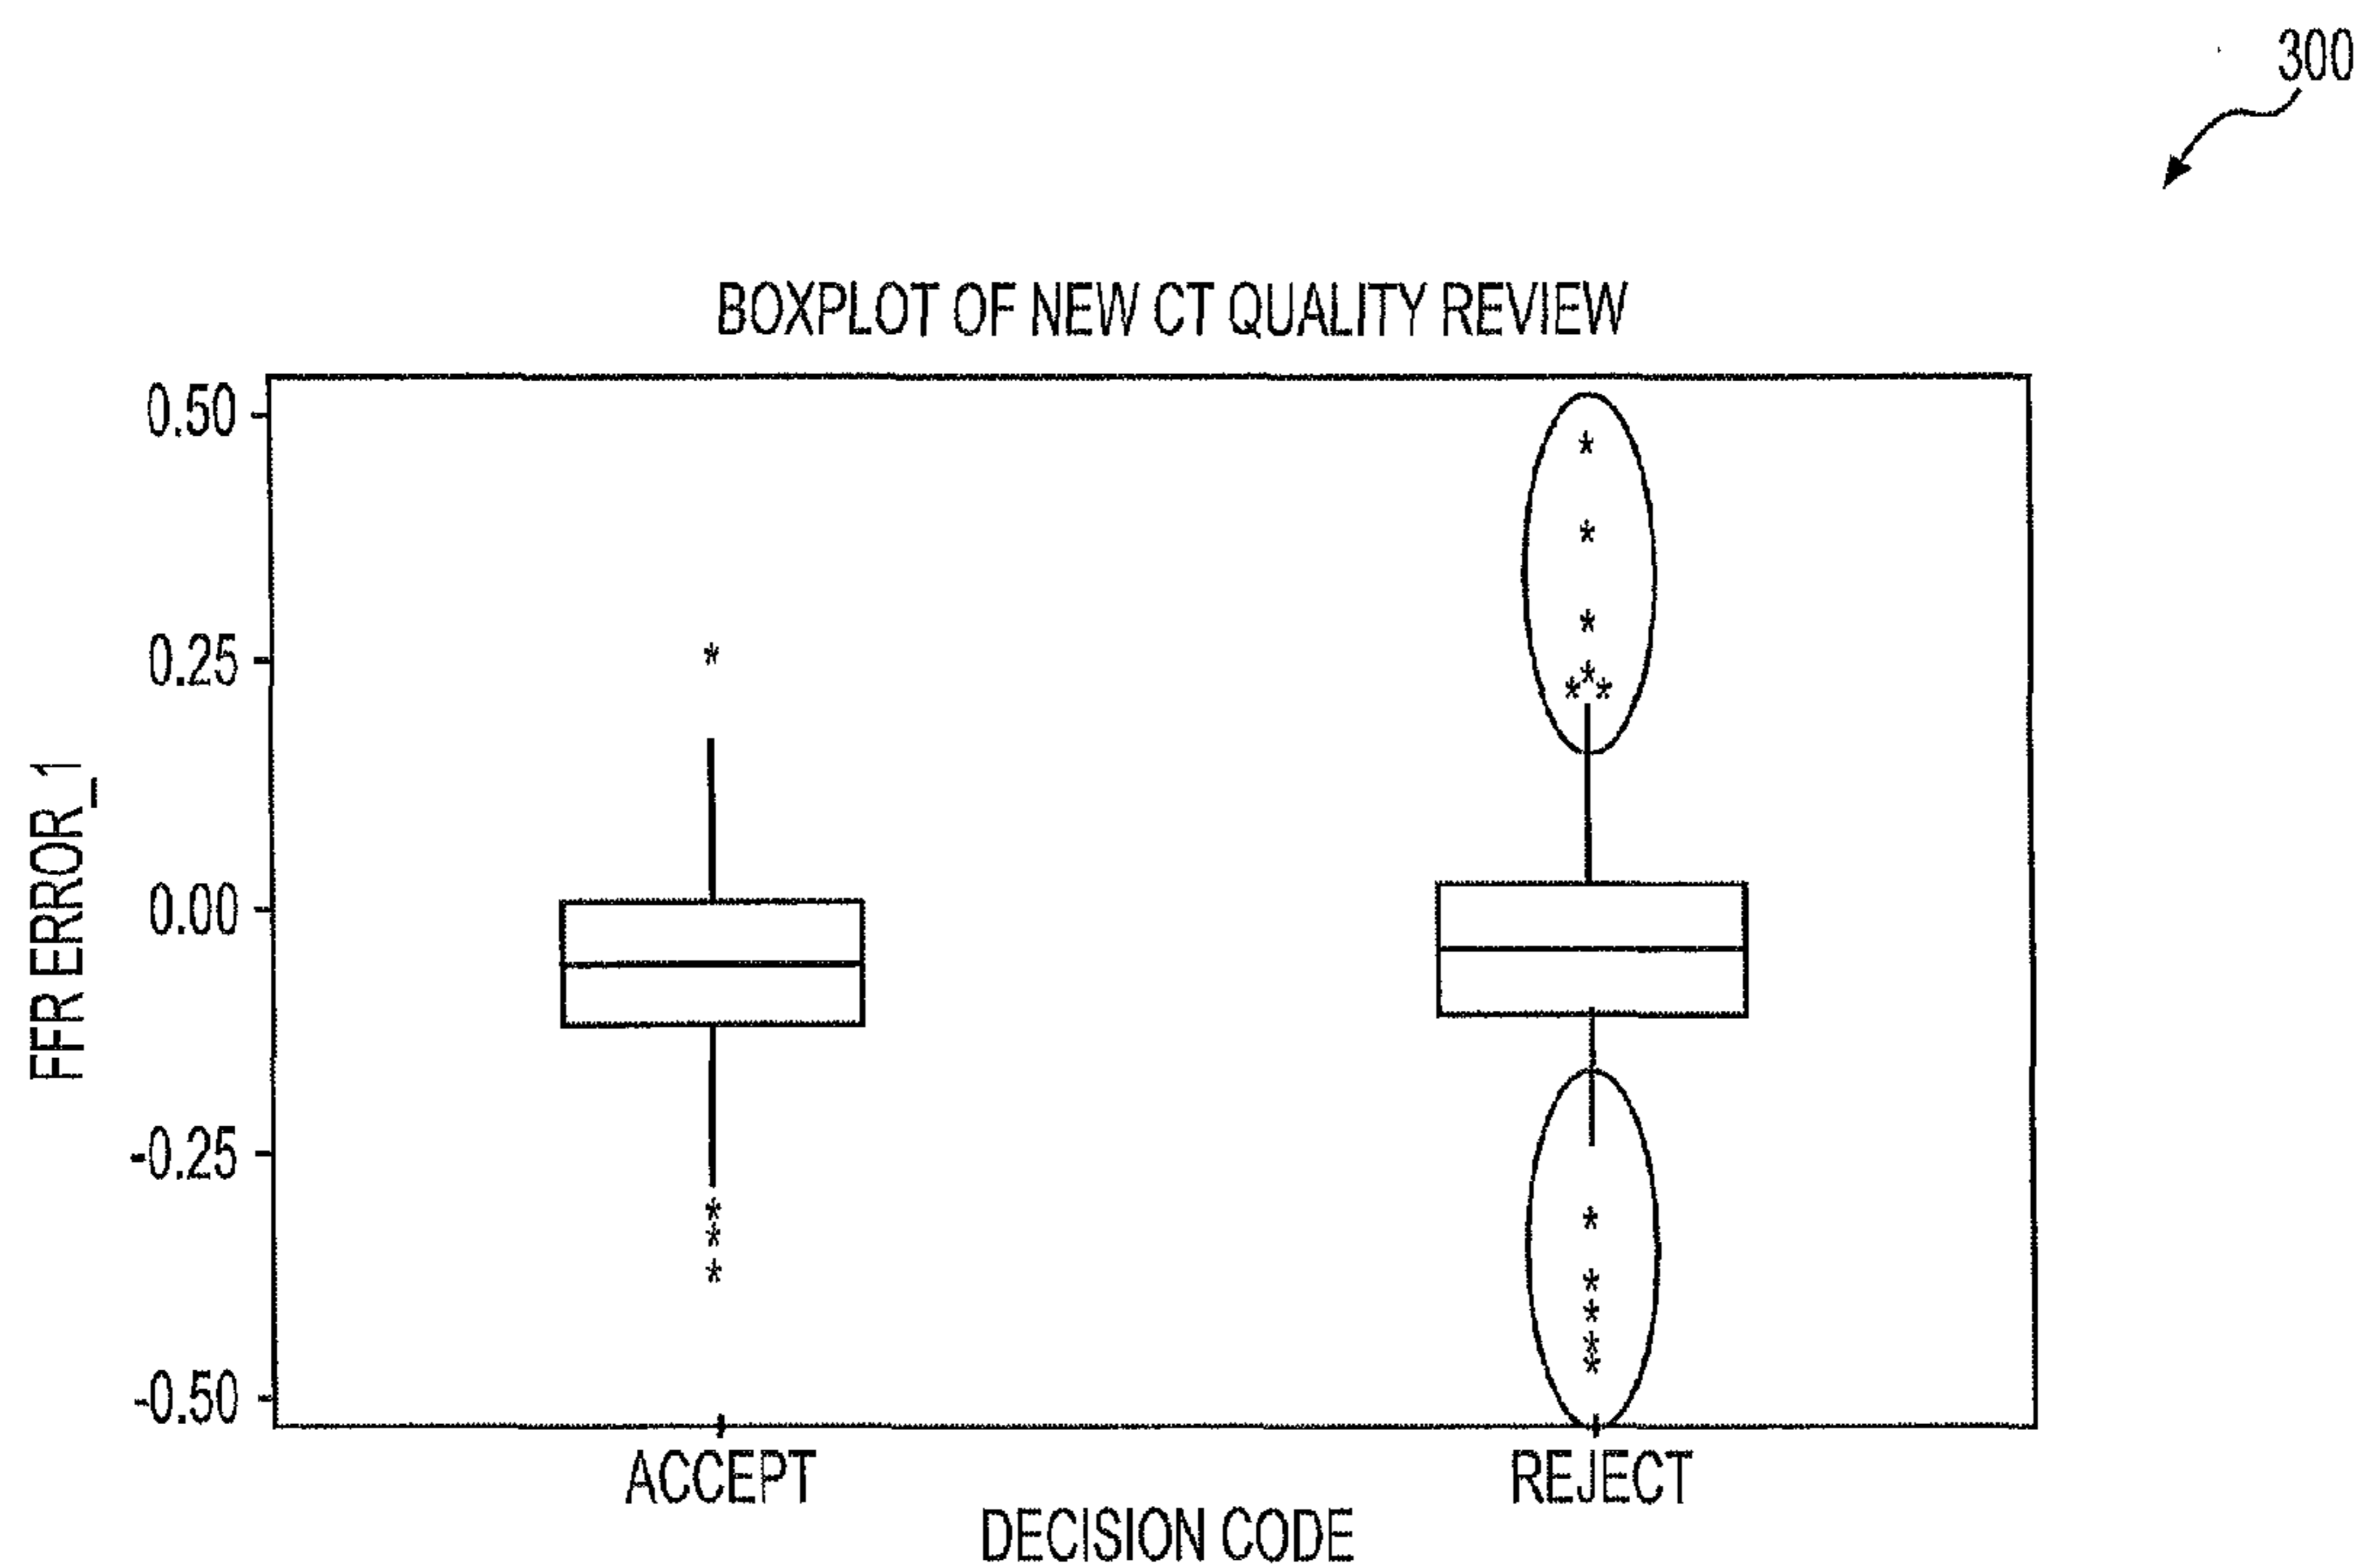 300
BOXPLOT OF NEW CT QUALITY REVIEW
0.50
0.25
0.00
-0.25
-0.50
FFR ERROR_1
ACCEPT
REJECT
DECISION CODE